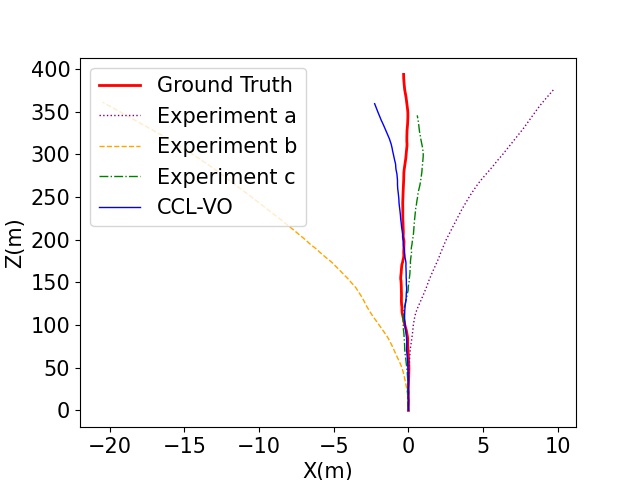 Ground Truth
Experiment a
Experiment b
Experiment c
CCL-VO
400
350
300
250
200
150
100
50
0
Z(m)
−20 −15 −10 −5 0 5 10
X(m)